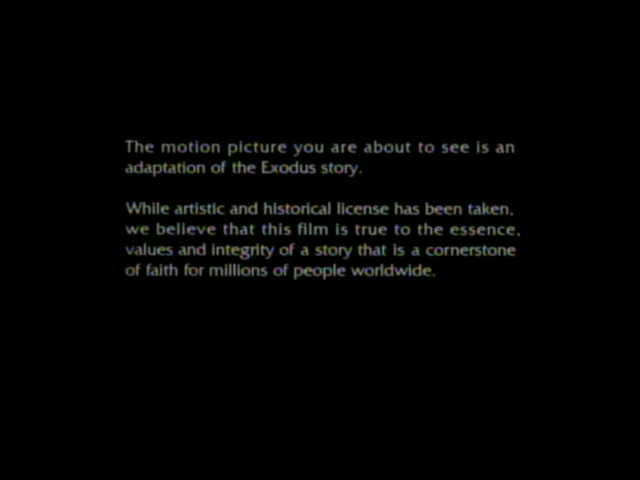 The motion picture you are about to see is an
adaptation of the Exodus story.
While artistic and historical license has been taken,
we believe that this film is true to the essence,
values and integrity of a story that is a cornerstone
of faith for millions of people worldwide.